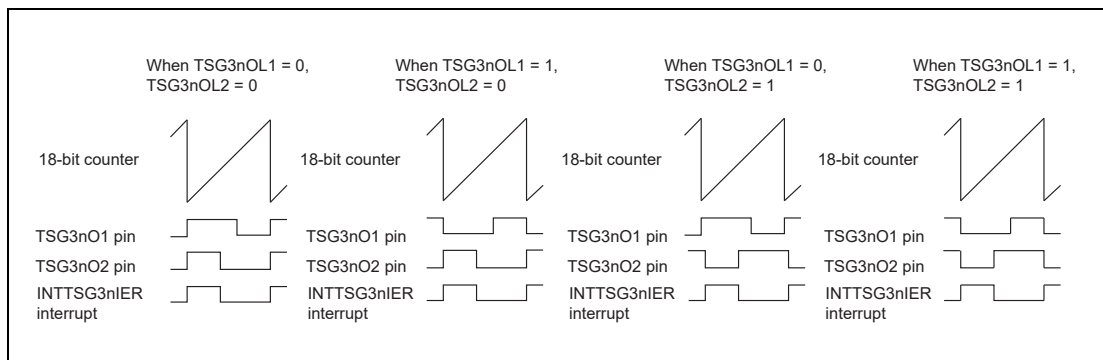 When TSG3nOL1 = 0,
TSG3nOL2 = 0
When TSG3nOL1 = 1,
TSG3nOL2 = 0
When TSG3nOL1 = 0,
TSG3nOL2 = 1
When TSG3nOL1 = 1,
TSG3nOL2 = 1
18-bit counter
18-bit counter
18-bit counter
18-bit counter
TSG3nO1 pin
TSG3nO1 pin
TSG3nO1 pin
TSG3nO1 pin
TSG3nO2 pin
TSG3nO2 pin
TSG3nO2 pin
TSG3nO2 pin
INTTSG3nIER
interrupt
INTTSG3nIER
interrupt
INTTSG3nIER
interrupt
INTTSG3nIER
interrupt